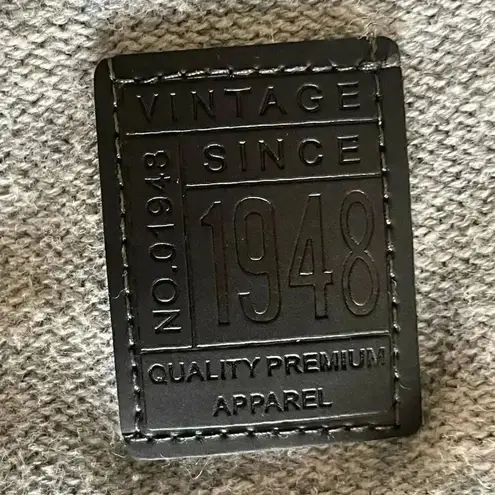 VINTAGE
SINCE
NO.01948
1948
QUALITY PREMIUM
APPAREL